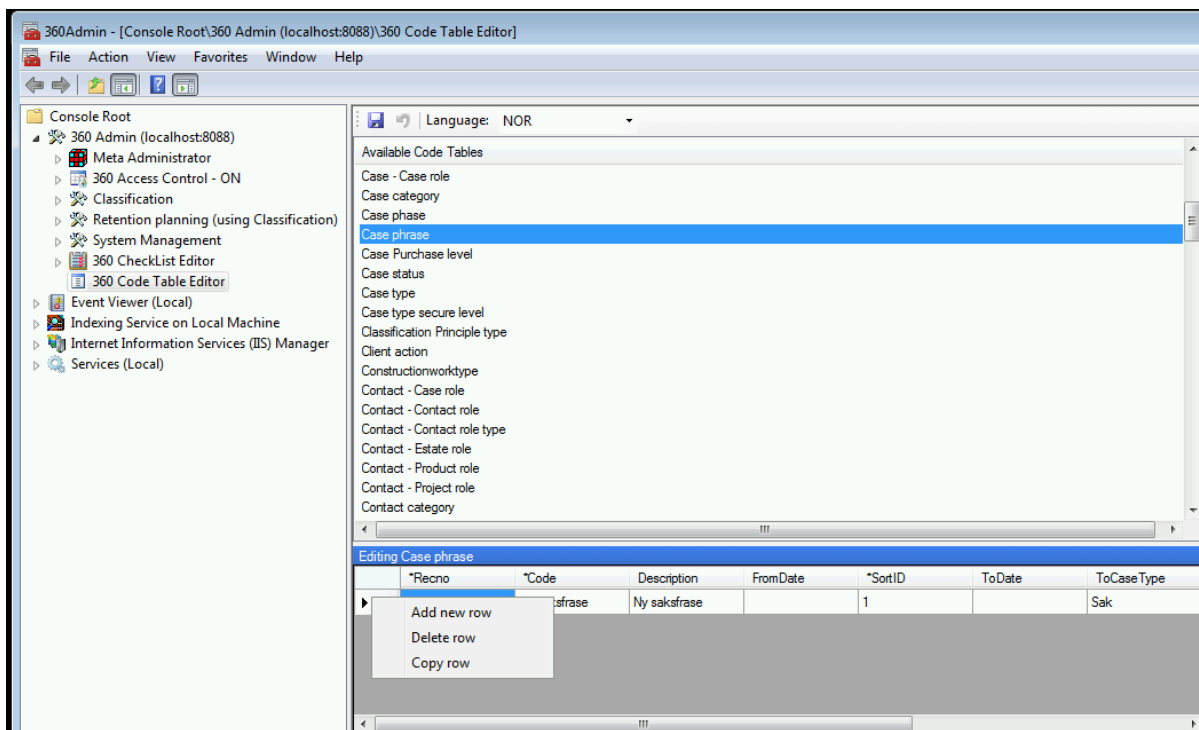 360Admin - [Console Root\360 Admin (localhost:8088)\360 Code Table Editor]
File Action View Favorites Window Help
Console Root
360 Admin (localhost:8088)
Meta Administrator
360 Access Control - ON
Classification
Retention planning (using Classification)
System Management
360 CheckList Editor
360 Code Table Editor
Event Viewer (Local)
Indexing Service on Local Machine
Internet Information Services (IIS) Manager
Services (Local)
Language: NOR
Available Code Tables
Case - Case role
Case category
Case phase
Case phrase
Case Purchase level
Case status
Case type
Case type secure level
Classification Principle type
Client action
Constructionworktype
Contact - Case role
Contact - Contact role
Contact - Contact role type
Contact - Estate role
Contact - Product role
Contact - Project role
Contact category
Editing Case phrase
*Recno *Code Description FromDate *SortID ToDate ToCaseType
sfrase Ny saksfrase 1 Sak
Add new row
Delete row
Copy row